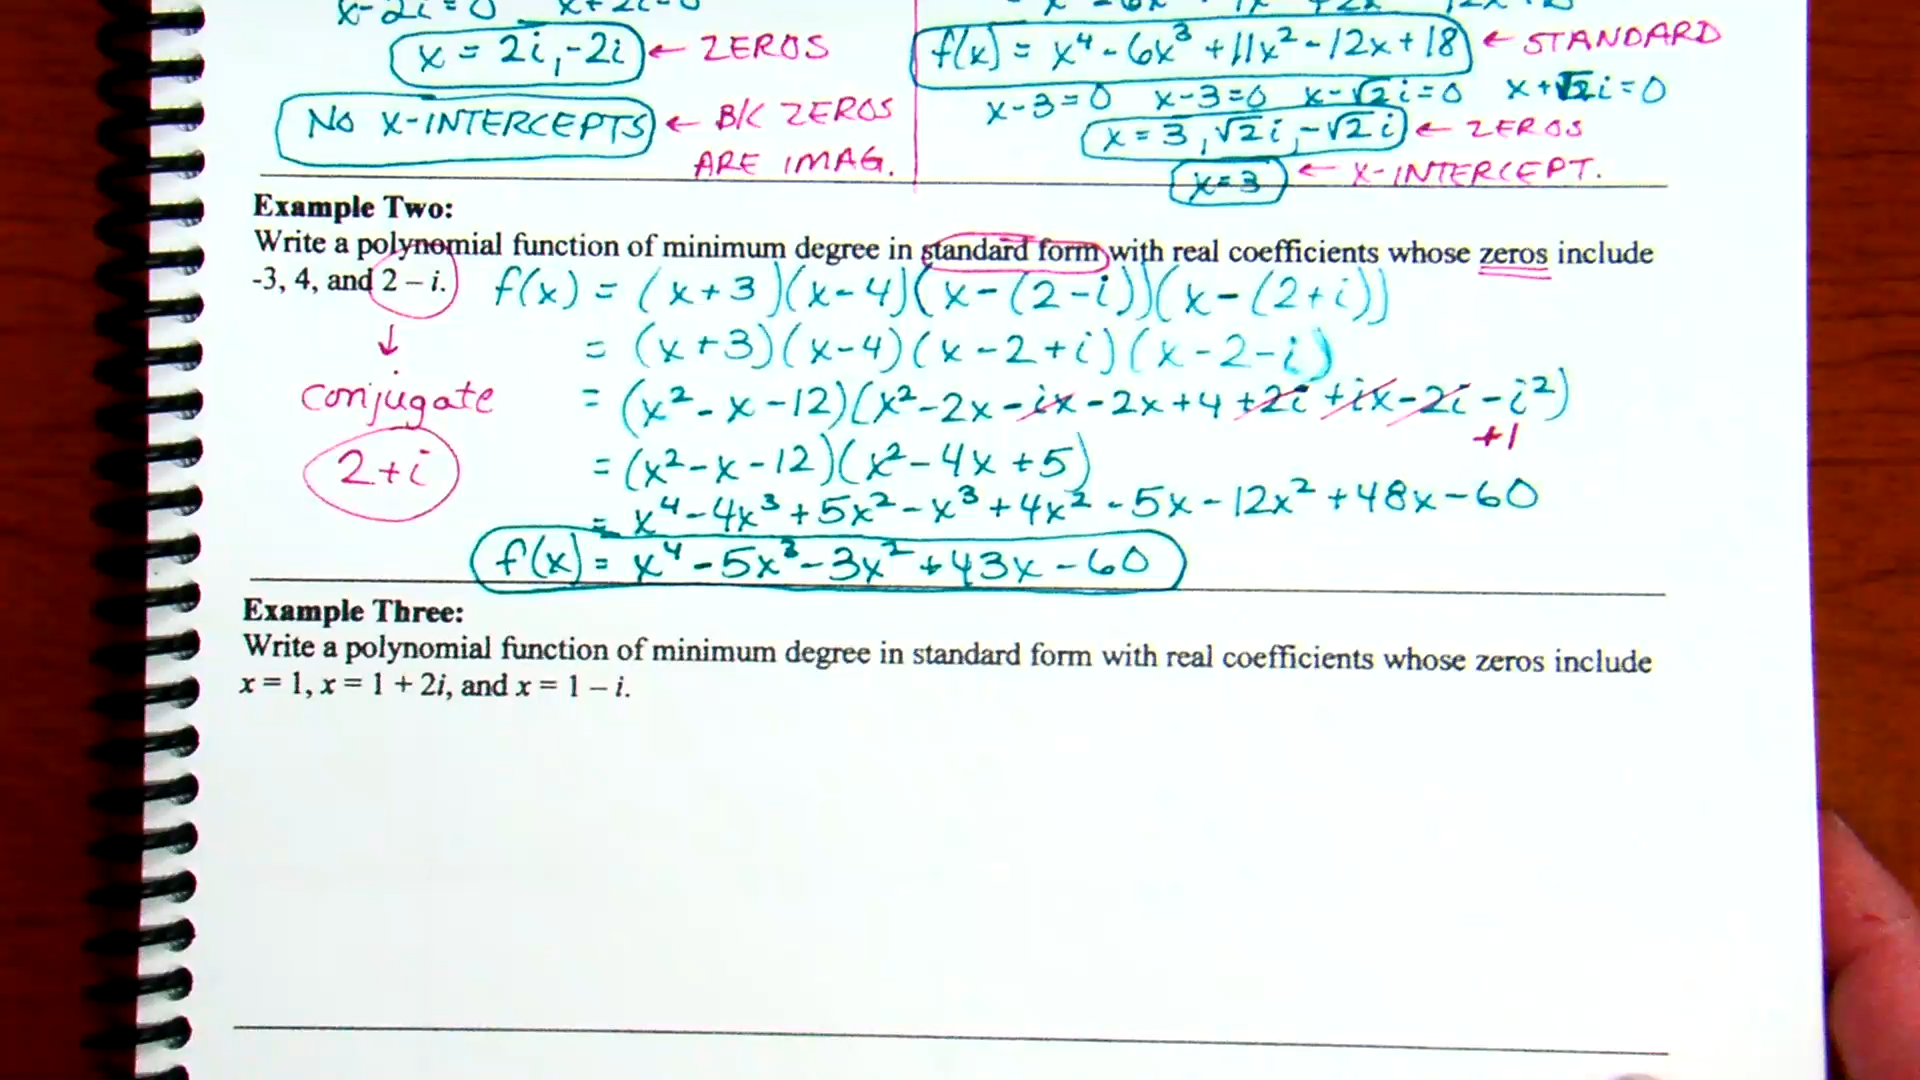 x-2i=0
x = 2i, -2i ← ZEROS
NO X-INTERCEPTS ← B/C ZEROS
ARE IMAG.
f(x) = x⁴ - 6x³ + 11x² - 12x + 18 ← STANDARD
x-3=0 x-3=0 x-√2i=0 x+√2i=0
x = 3, √2i, -√2i ← ZEROS
x=3 ← X-INTERCEPT.
Example Two:
Write a polynomial function of minimum degree in standard form with real coefficients whose zeros include
-3, 4, and 2 – i. f(x) = (x+3)(x-4)(x-(2-i))(x-(2+i))
↓ = (x+3)(x-4)(x-2+i)(x-2-i)
conjugate = (x²-x-12)(x²-2x-ix-2x+4+2i+ix-2i-i²)
+1
2+i = (x²-x-12)(x²-4x+5)
= x⁴-4x³+5x²-x³+4x²-5x-12x²+48x-60
f(x) = x⁴-5x³-3x²+43x-60
Example Three:
Write a polynomial function of minimum degree in standard form with real coefficients whose zeros include
x = 1, x = 1 + 2i, and x = 1 – i.